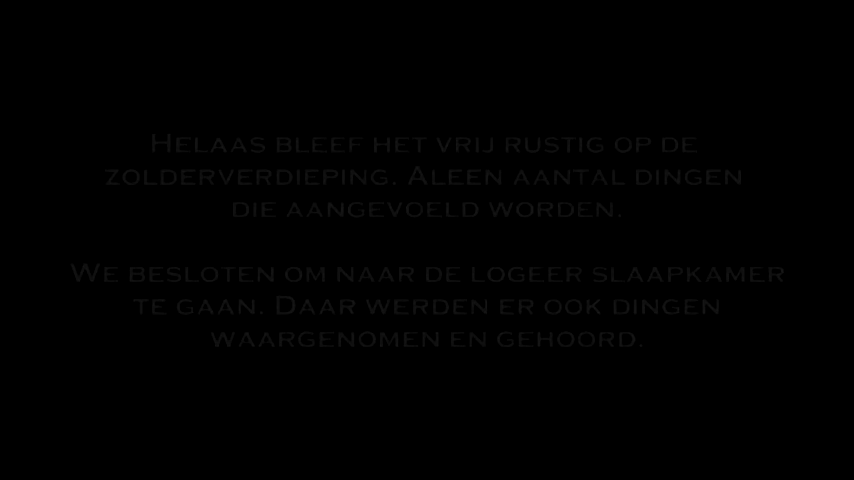 Helaas bleef het vrij rustig op de
zolderverdieping. Aleen aantal dingen
die aangevoeld worden.
We besloten om naar de logeer slaapkamer
te gaan. Daar werden er ook dingen
waargenomen en gehoord.